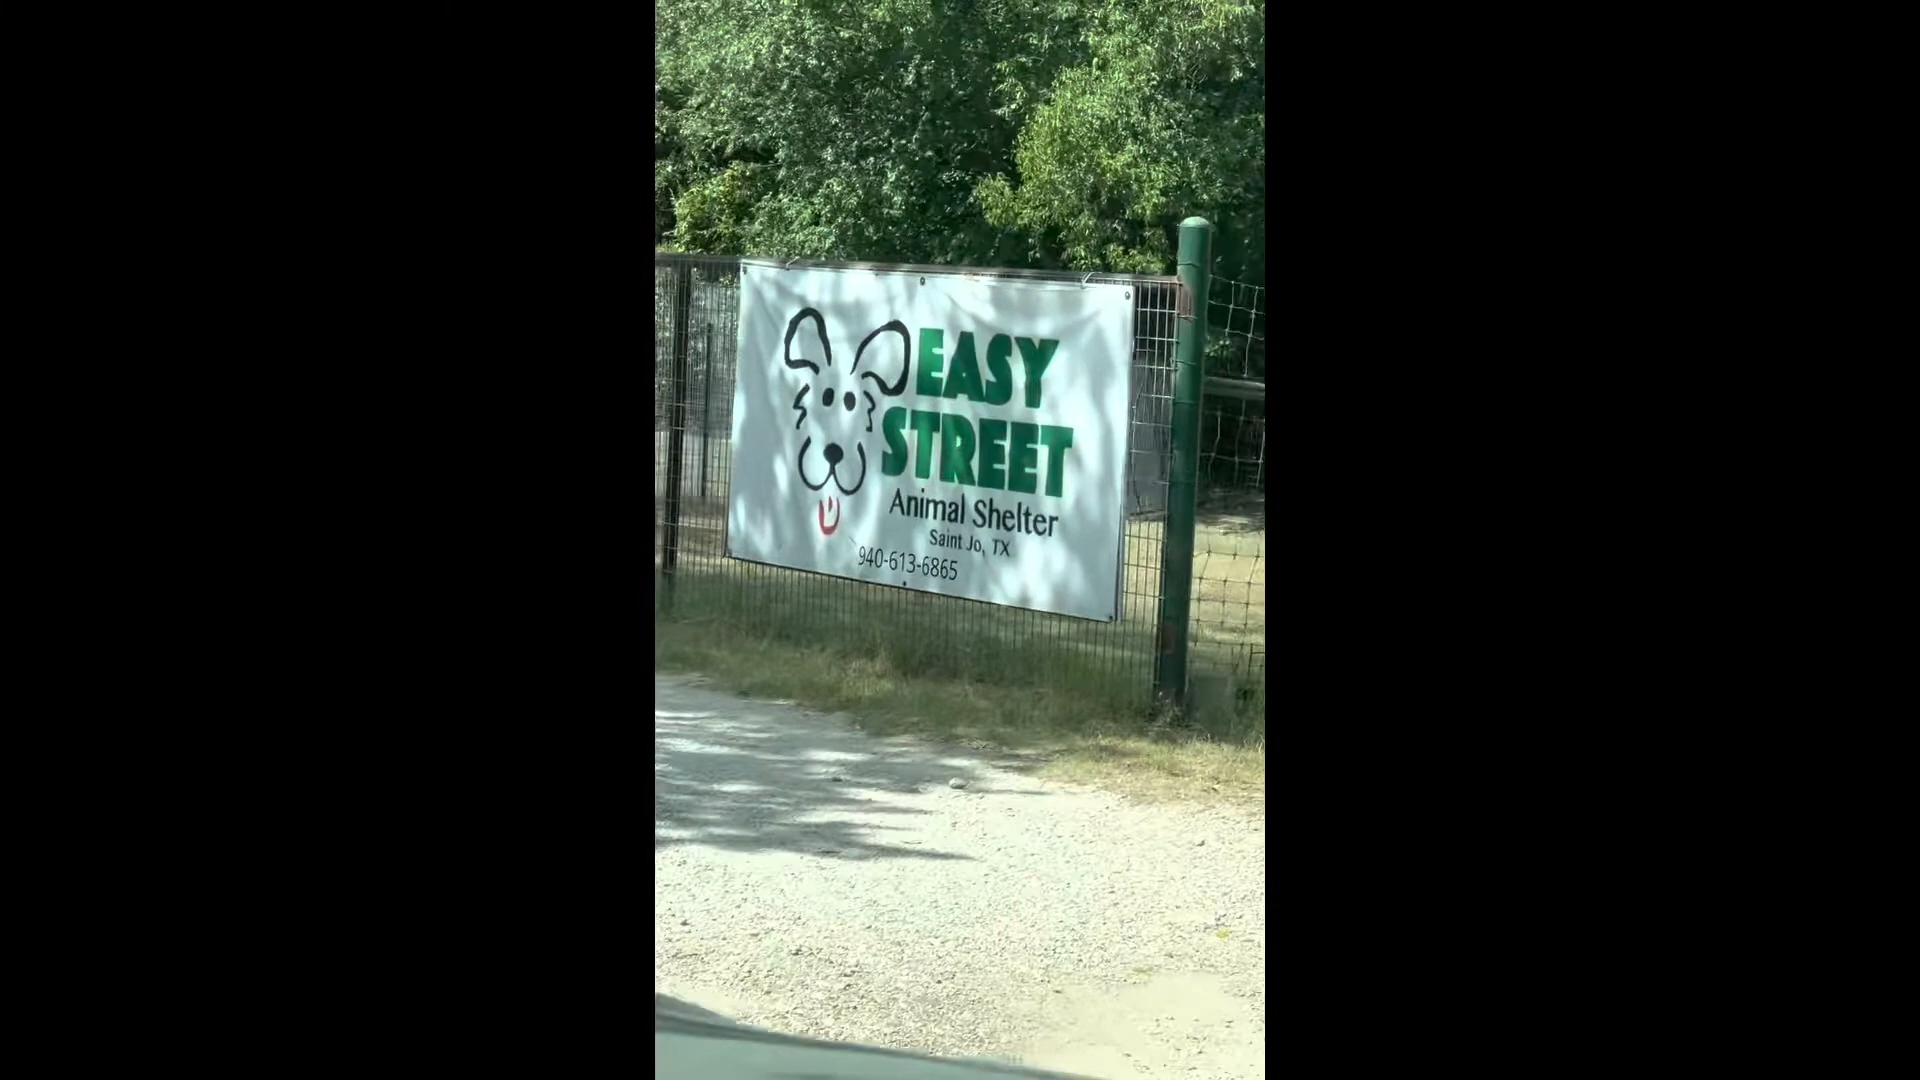 EASY
STREET
Animal Shelter
Saint Jo, TX
940-613-6865